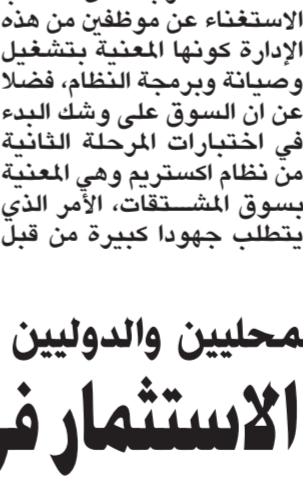 الاستغناء عن موظفين من هذه
الإدارة كونها المعنية بتشغيل
وصيانة وبرمجة النظام، فضلا
عن ان السوق على وشك البدء
في اختبارات المرحلة الثانية
من نظام اكستريم وهي المعنية
بسوق المشتقات، الأمر الذي
يتطلب جهودا كبيرة من قبل
محليين والدوليين
الاستثمار في